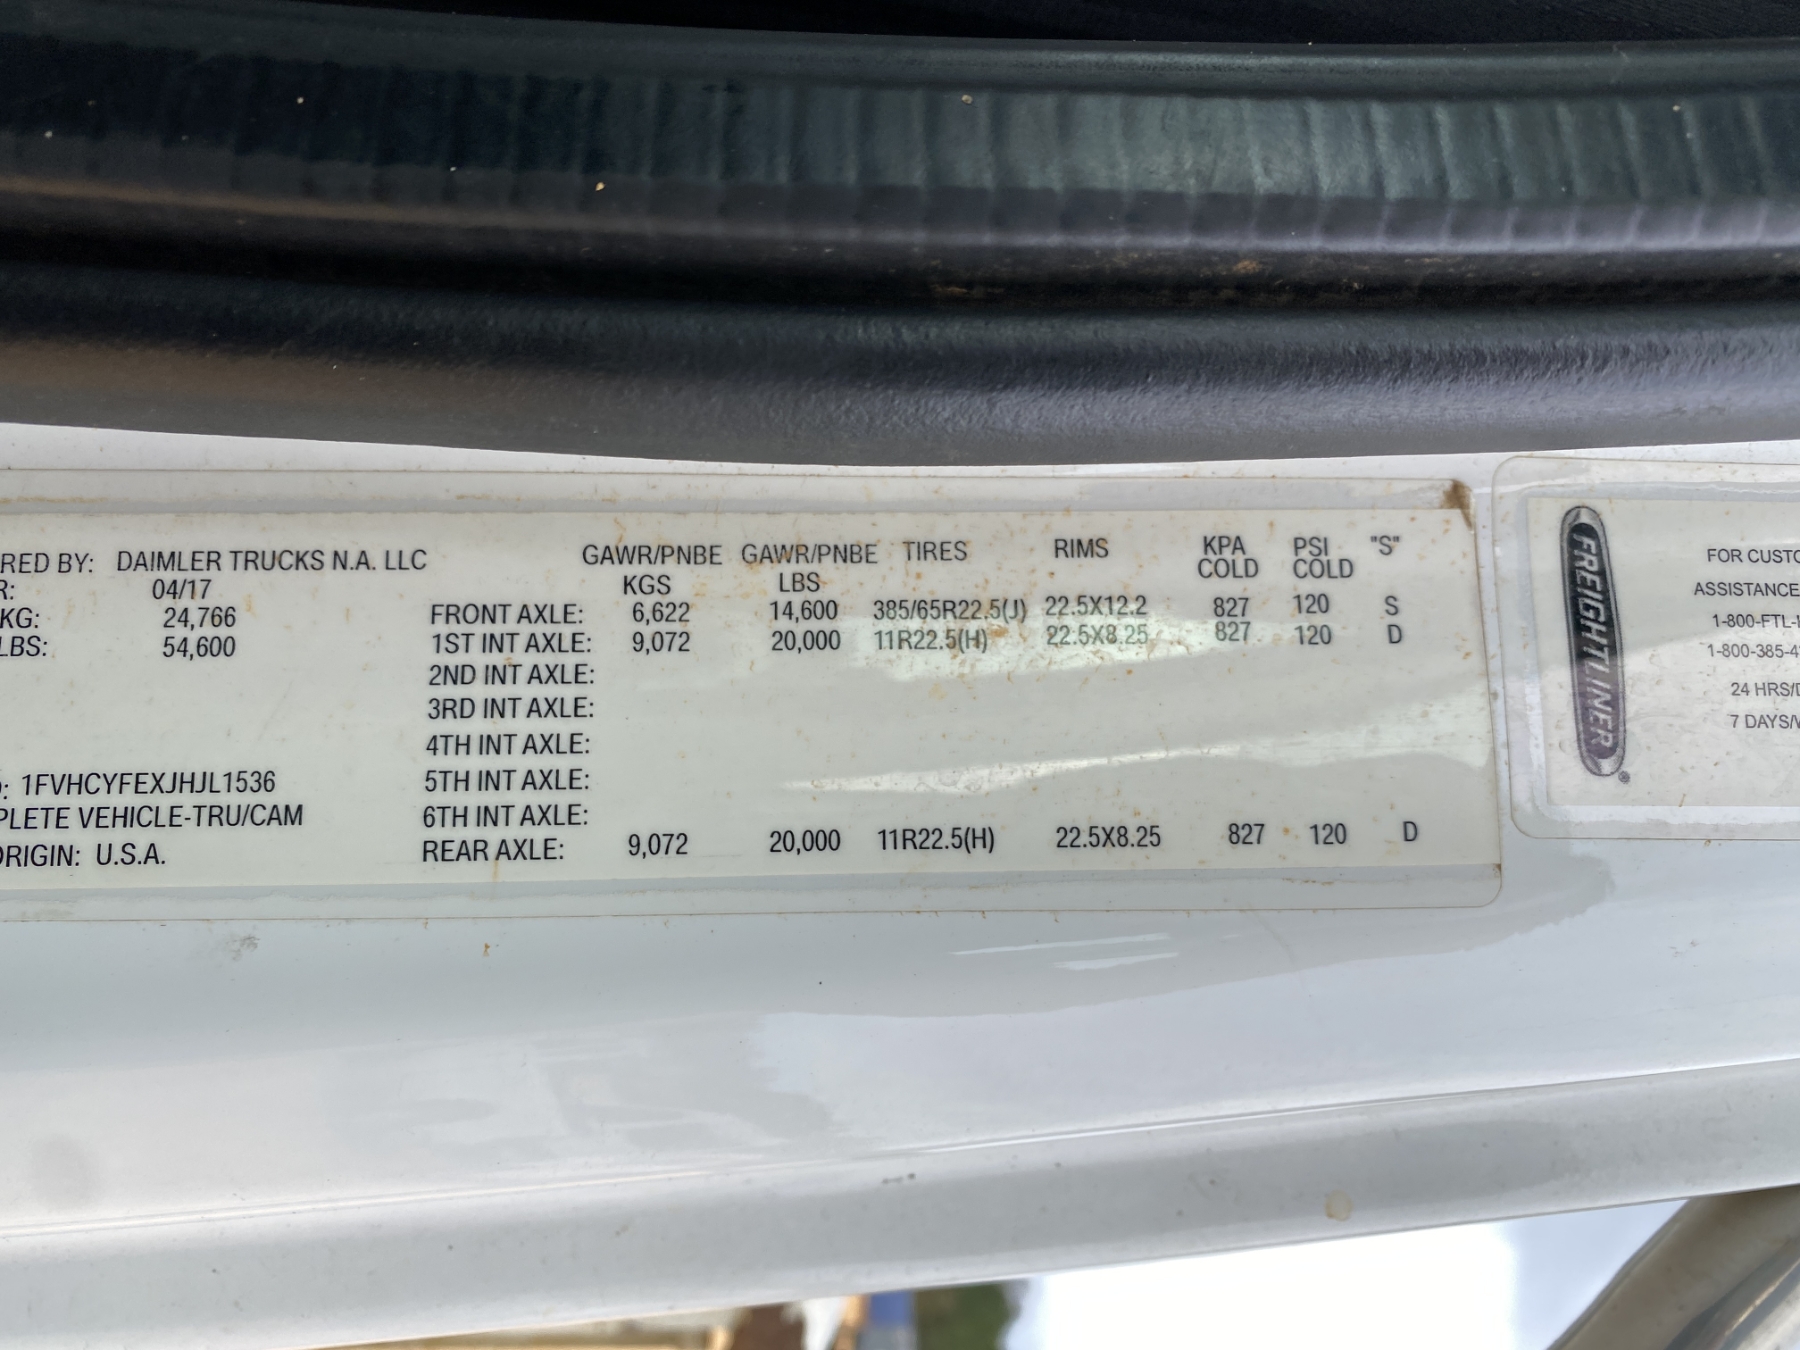 RED BY: DAIMLER TRUCKS N.A. LLC
R: 04/17
KG: 24,766
LBS: 54,600
: 1FVHCYFEXJHJL1536
PLETE VEHICLE-TRU/CAM
ORIGIN: U.S.A.
GAWR/PNBE GAWR/PNBE TIRES RIMS KPA PSI "S"
KGS LBS COLD COLD
FRONT AXLE: 6,622 14,600 385/65R22.5(J) 22.5X12.2 827 120 S
1ST INT AXLE: 9,072 20,000 11R22.5(H) 22.5X8.25 827 120 D
2ND INT AXLE:
3RD INT AXLE:
4TH INT AXLE:
5TH INT AXLE:
6TH INT AXLE:
REAR AXLE: 9,072 20,000 11R22.5(H) 22.5X8.25 827 120 D
FREIGHTLINER®
FOR CUSTO
ASSISTANCE
1-800-FTL-
1-800-385-4
24 HRS/D
7 DAYS/